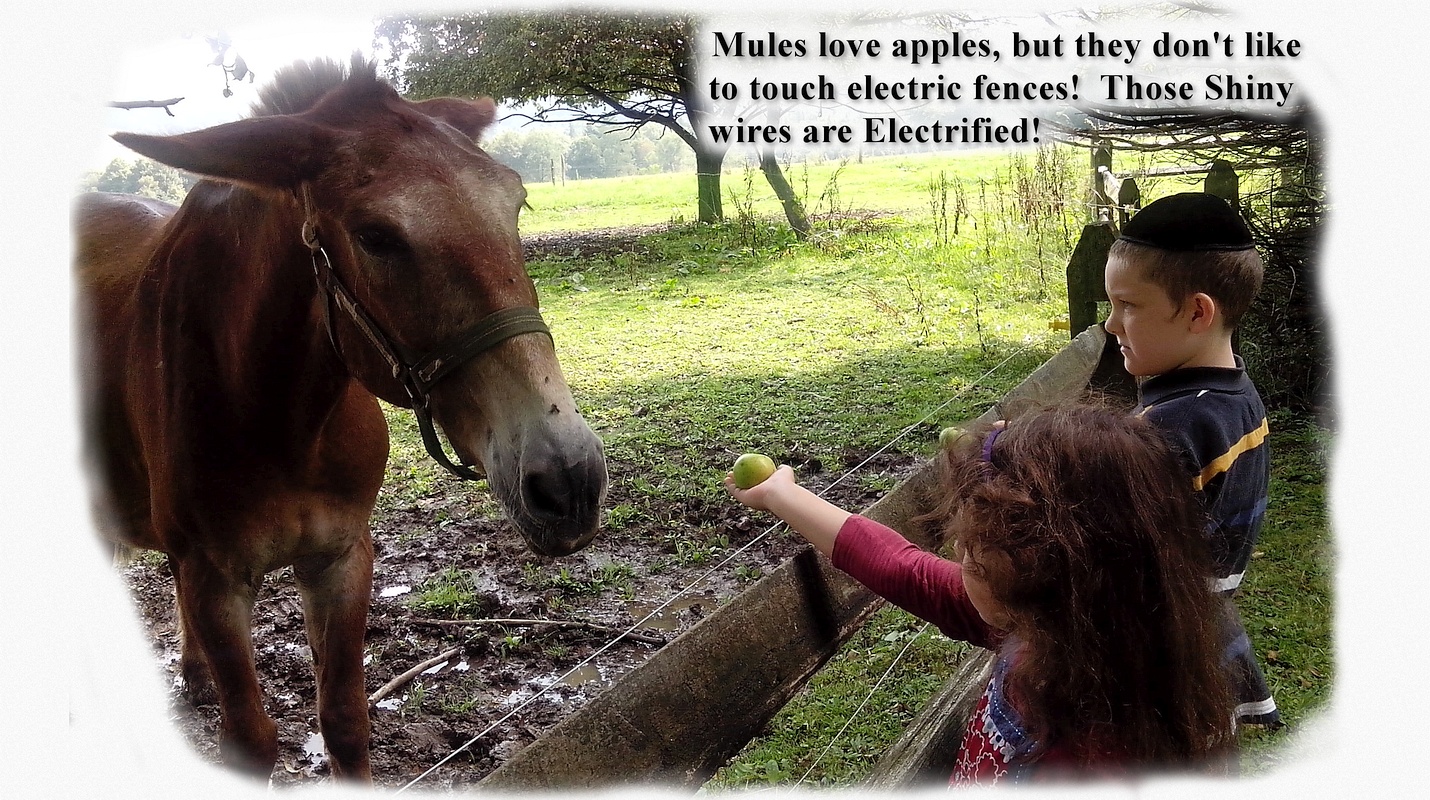 Mules love apples, but they don't like
to touch electric fences!  Those Shiny
wires are Electrified!